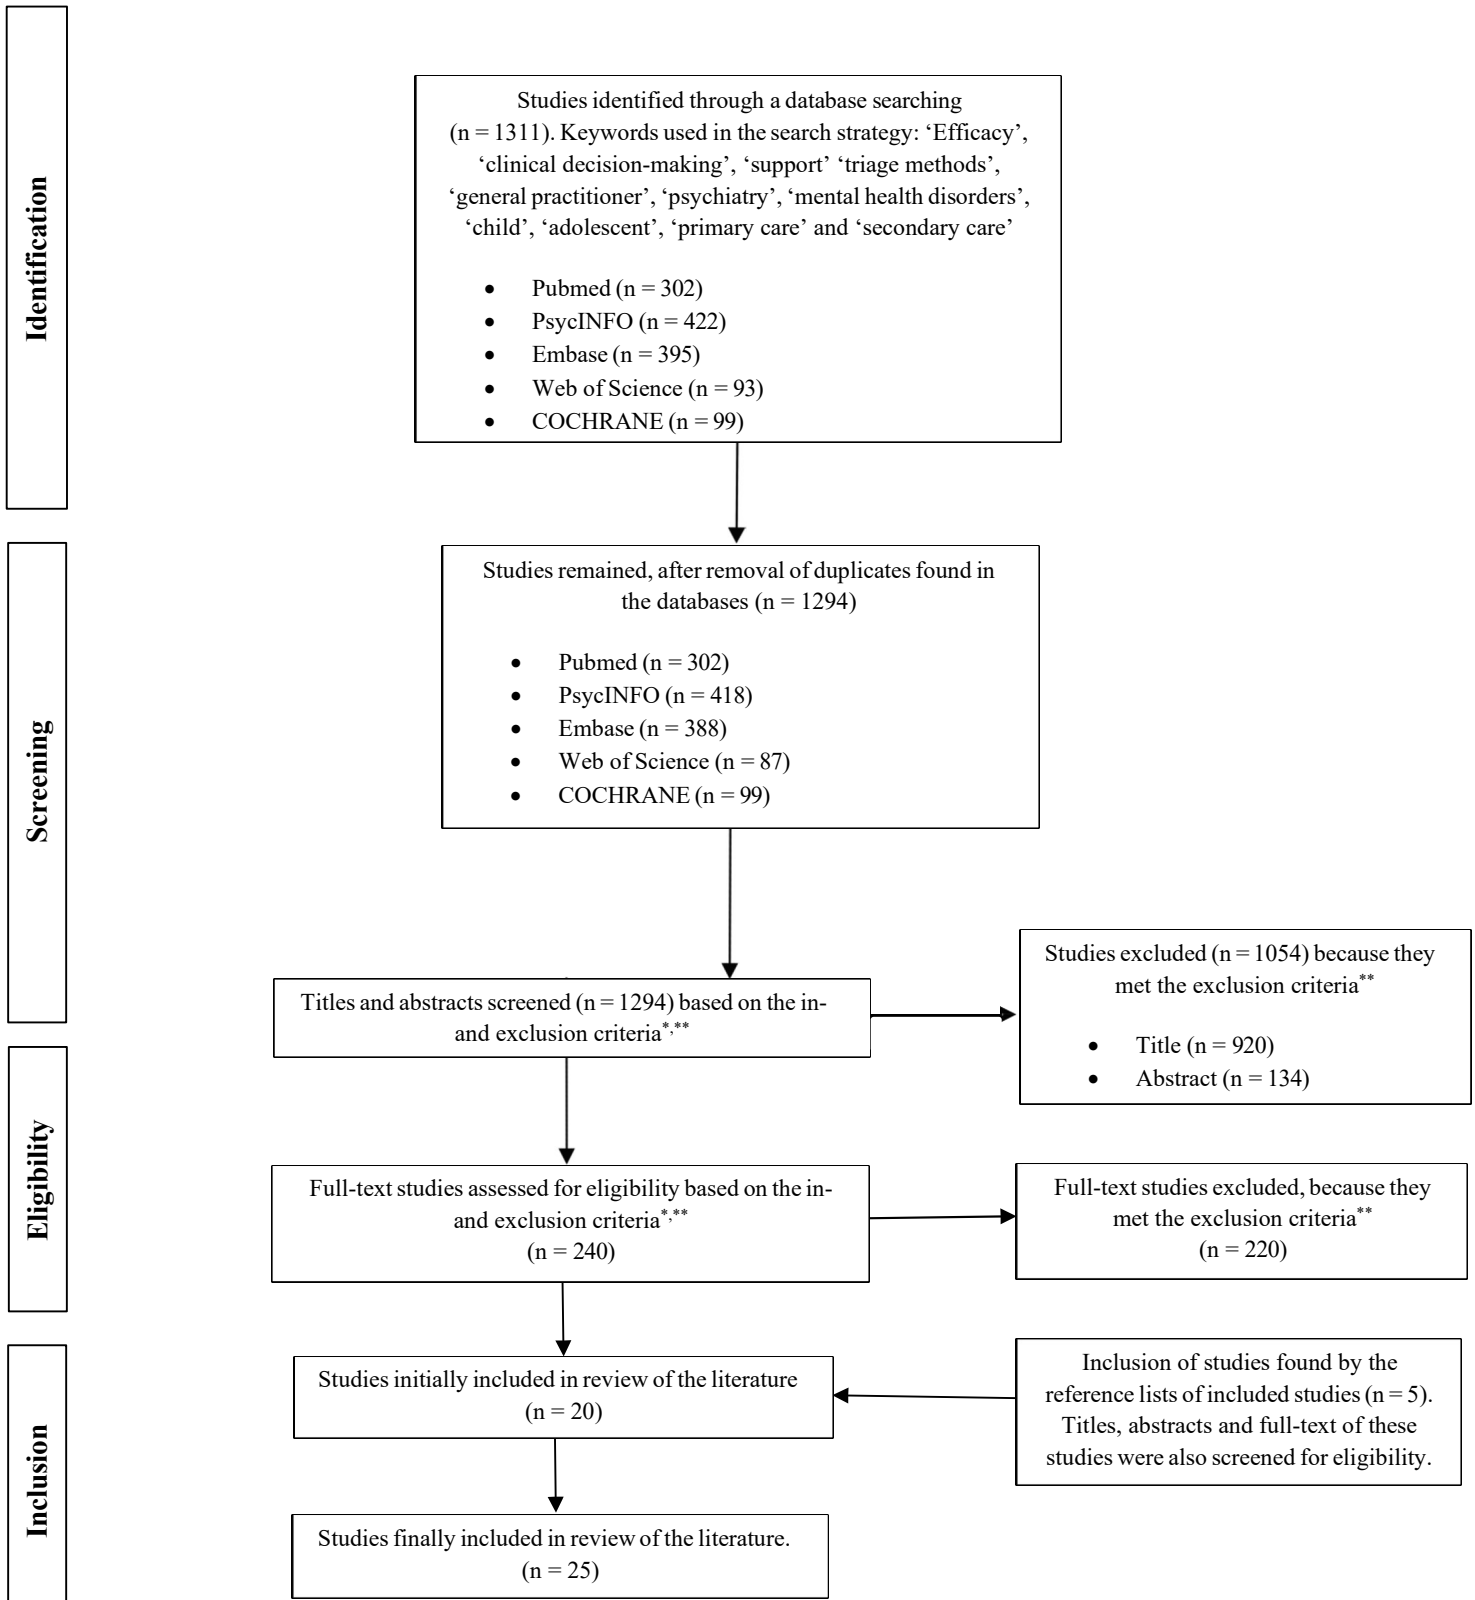 Identification
Studies identified through a database searching
(n = 1311). Keywords used in the search strategy: ‘Efficacy’,
‘clinical decision-making’, ‘support’ ‘triage methods’,
‘general practitioner’, ‘psychiatry’, ‘mental health disorders’,
‘child’, ‘adolescent’, ‘primary care’ and ‘secondary care’
• Pubmed (n = 302)
• PsycINFO (n = 422)
• Embase (n = 395)
• Web of Science (n = 93)
• COCHRANE (n = 99)
Screening
Studies remained, after removal of duplicates found in
the databases (n = 1294)
• Pubmed (n = 302)
• PsycINFO (n = 418)
• Embase (n = 388)
• Web of Science (n = 87)
• COCHRANE (n = 99)
Titles and abstracts screened (n = 1294) based on the in-
and exclusion criteria*,**
Studies excluded (n = 1054) because they
met the exclusion criteria**
• Title (n = 920)
• Abstract (n = 134)
Eligibility
Full-text studies assessed for eligibility based on the in-
and exclusion criteria*,**
(n = 240)
Full-text studies excluded, because they
met the exclusion criteria**
(n = 220)
Inclusion
Studies initially included in review of the literature
(n = 20)
Inclusion of studies found by the
reference lists of included studies (n = 5).
Titles, abstracts and full-text of these
studies were also screened for eligibility.
Studies finally included in review of the literature.
(n = 25)